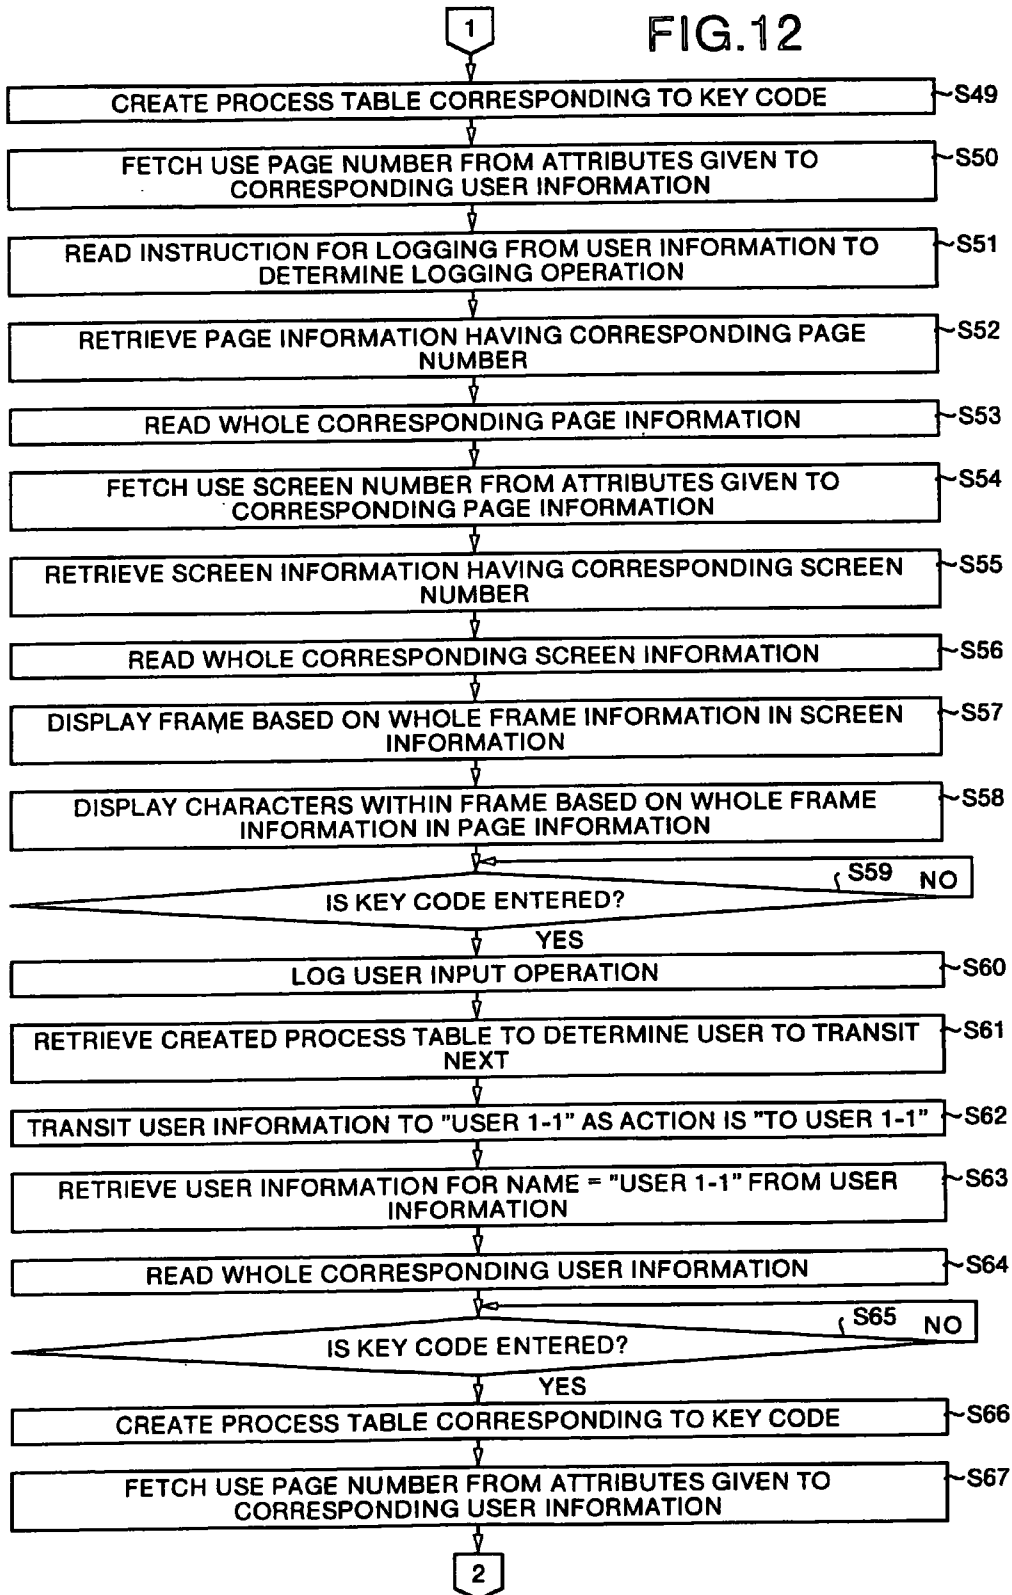 1
FIG.12
CREATE PROCESS TABLE CORRESPONDING TO KEY CODE
S49
FETCH USE PAGE NUMBER FROM ATTRIBUTES GIVEN TO
CORRESPONDING USER INFORMATION
S50
READ INSTRUCTION FOR LOGGING FROM USER INFORMATION TO
DETERMINE LOGGING OPERATION
S51
RETRIEVE PAGE INFORMATION HAVING CORRESPONDING PAGE
NUMBER
S52
READ WHOLE CORRESPONDING PAGE INFORMATION
S53
FETCH USE SCREEN NUMBER FROM ATTRIBUTES GIVEN TO
CORRESPONDING PAGE INFORMATION
S54
RETRIEVE SCREEN INFORMATION HAVING CORRESPONDING SCREEN
NUMBER
S55
READ WHOLE CORRESPONDING SCREEN INFORMATION
S56
DISPLAY FRAME BASED ON WHOLE FRAME INFORMATION IN SCREEN
INFORMATION
S57
DISPLAY CHARACTERS WITHIN FRAME BASED ON WHOLE FRAME
INFORMATION IN PAGE INFORMATION
S58
S59 NO
IS KEY CODE ENTERED?
YES
LOG USER INPUT OPERATION
S60
RETRIEVE CREATED PROCESS TABLE TO DETERMINE USER TO TRANSIT
NEXT
S61
TRANSIT USER INFORMATION TO "USER 1-1" AS ACTION IS "TO USER 1-1"
S62
RETRIEVE USER INFORMATION FOR NAME = "USER 1-1" FROM USER
INFORMATION
S63
READ WHOLE CORRESPONDING USER INFORMATION
S64
S65 NO
IS KEY CODE ENTERED?
YES
CREATE PROCESS TABLE CORRESPONDING TO KEY CODE
S66
FETCH USE PAGE NUMBER FROM ATTRIBUTES GIVEN TO
CORRESPONDING USER INFORMATION
S67
2